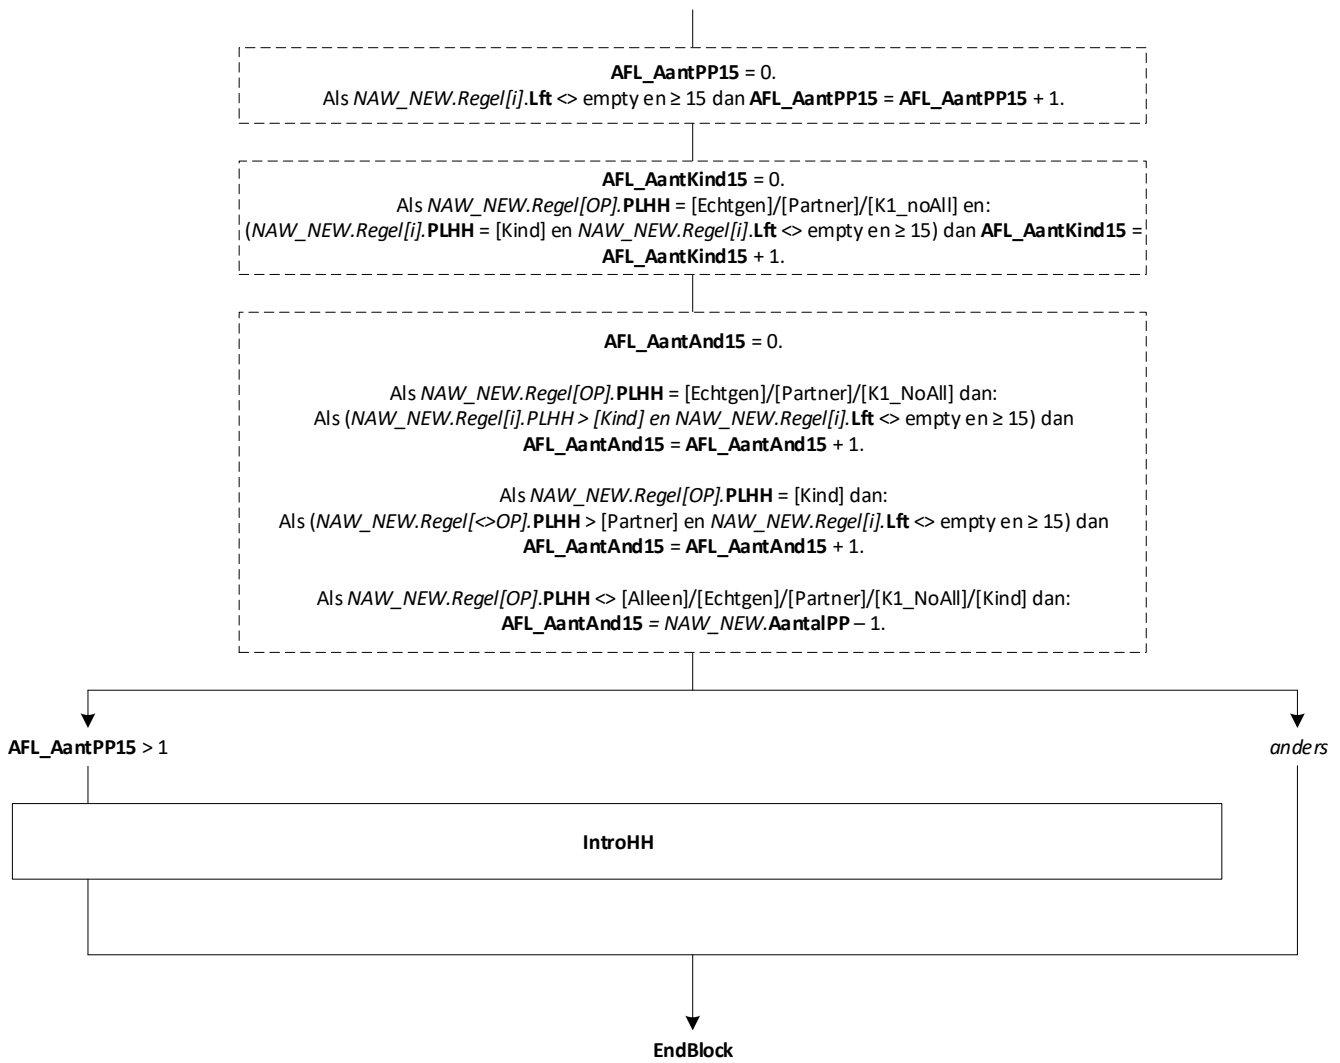 AFL_AantPP15 = 0.
Als NAW_NEW.Regel[i].Lft <> empty en ≥ 15 dan AFL_AantPP15 = AFL_AantPP15 + 1.
AFL_AantKind15 = 0.
Als NAW_NEW.Regel[OP].PLHH = [Echtgen]/[Partner]/[K1_noAll] en:
(NAW_NEW.Regel[i].PLHH = [Kind] en NAW_NEW.Regel[i].Lft <> empty en ≥ 15) dan AFL_AantKind15 =
AFL_AantKind15 + 1.
AFL_AantAnd15 = 0.
Als NAW_NEW.Regel[OP].PLHH = [Echtgen]/[Partner]/[K1_NoAll] dan:
Als (NAW_NEW.Regel[i].PLHH > [Kind] en NAW_NEW.Regel[i].Lft <> empty en ≥ 15) dan
AFL_AantAnd15 = AFL_AantAnd15 + 1.
Als NAW_NEW.Regel[OP].PLHH = [Kind] dan:
Als (NAW_NEW.Regel[<>OP].PLHH > [Partner] en NAW_NEW.Regel[i].Lft <> empty en ≥ 15) dan
AFL_AantAnd15 = AFL_AantAnd15 + 1.
Als NAW_NEW.Regel[OP].PLHH <> [Alleen]/[Echtgen]/[Partner]/[K1_NoAll]/[Kind] dan:
AFL_AantAnd15 = NAW_NEW.AantalPP – 1.
AFL_AantPP15 > 1
anders
IntroHH
EndBlock